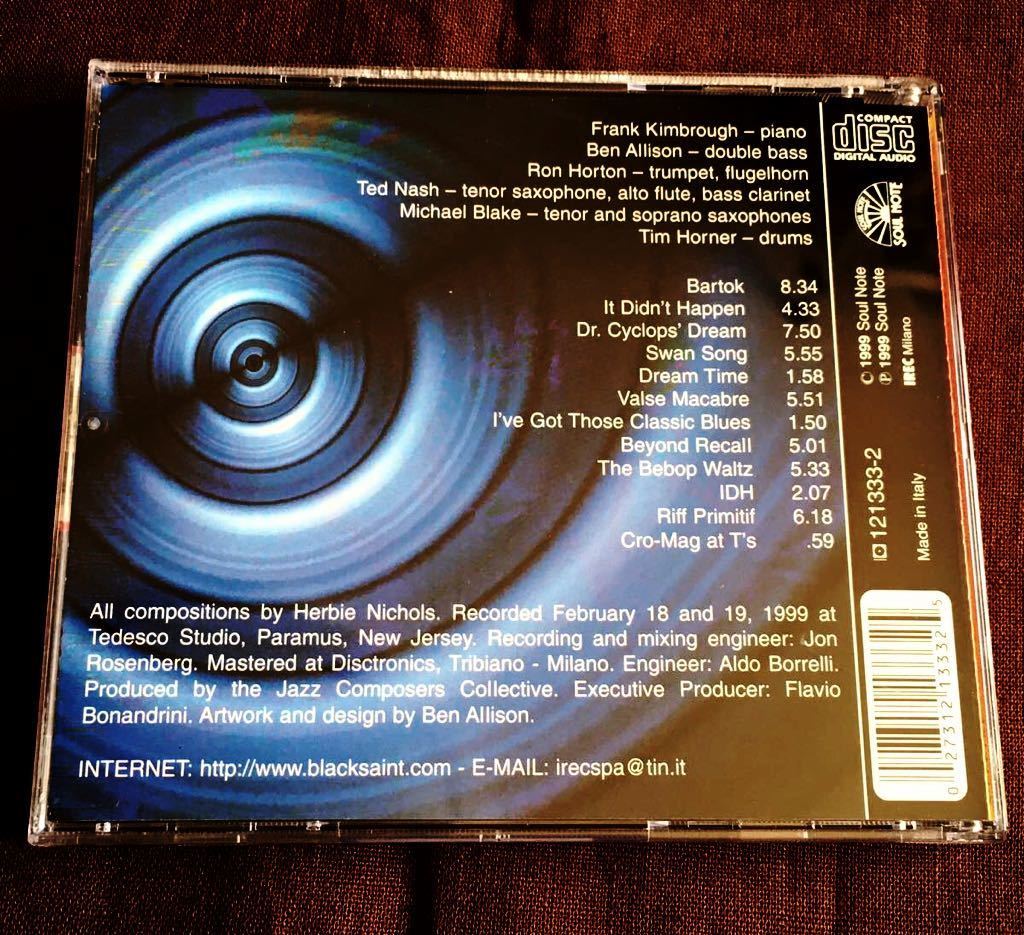 Frank Kimbrough – piano
Ben Allison – double bass
Ron Horton – trumpet, flugelhorn
Ted Nash – tenor saxophone, alto flute, bass clarinet
Michael Blake – tenor and soprano saxophones
Tim Horner – drums
Bartok 8.34
It Didn't Happen 4.33
Dr. Cyclops' Dream 7.50
Swan Song 5.55
Dream Time 1.58
Valse Macabre 5.51
I've Got Those Classic Blues 1.50
Beyond Recall 5.01
The Bebop Waltz 5.33
IDH 2.07
Riff Primitif 6.18
Cro-Mag at T's .59
All compositions by Herbie Nichols. Recorded February 18 and 19, 1999 at
Tedesco Studio, Paramus, New Jersey. Recording and mixing engineer: Jon
Rosenberg. Mastered at Disctronics, Tribiano - Milano. Engineer: Aldo Borrelli.
Produced by the Jazz Composers Collective. Executive Producer: Flavio
Bonandrini. Artwork and design by Ben Allison.
INTERNET: http://www.blacksaint.com - E-MAIL: irecspa@tin.it
COMPACT
disc
DIGITAL AUDIO
SOUL NOTE
© 1999 Soul Note
℗ 1999 Soul Note
IREC Milano
121333-2
Made in Italy
0 27312 13332 5